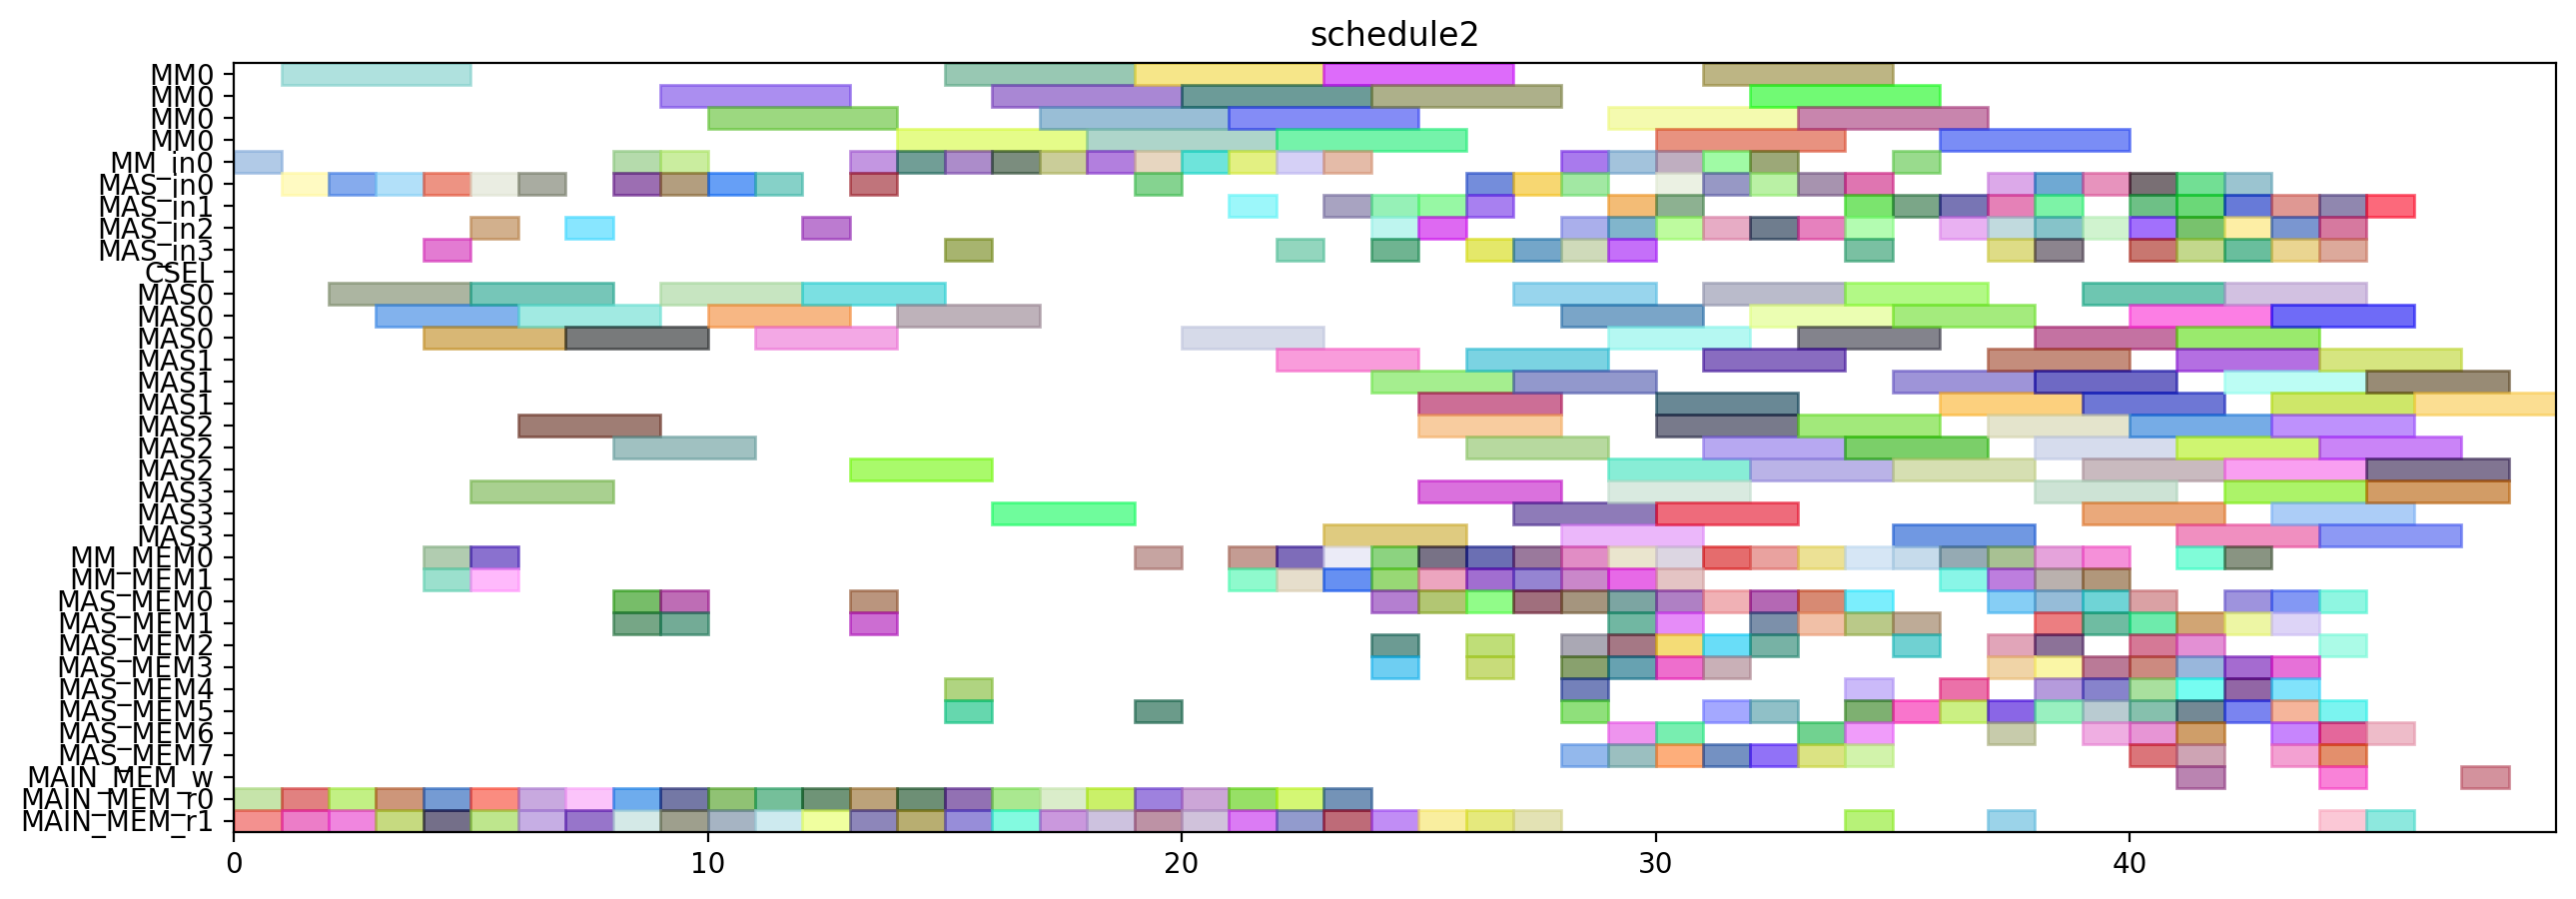 schedule2
MM0
MM0
MM0
MM0
MM_in0
MAS_in0
MAS_in1
MAS_in2
MAS_in3
CSEL
MAS0
MAS0
MAS0
MAS1
MAS1
MAS1
MAS2
MAS2
MAS2
MAS3
MAS3
MAS3
MM_MEM0
MM_MEM1
MAS_MEM0
MAS_MEM1
MAS_MEM2
MAS_MEM3
MAS_MEM4
MAS_MEM5
MAS_MEM6
MAS_MEM7
MAIN_MEM_w
MAIN_MEM_r0
MAIN_MEM_r1
0 10 20 30 40